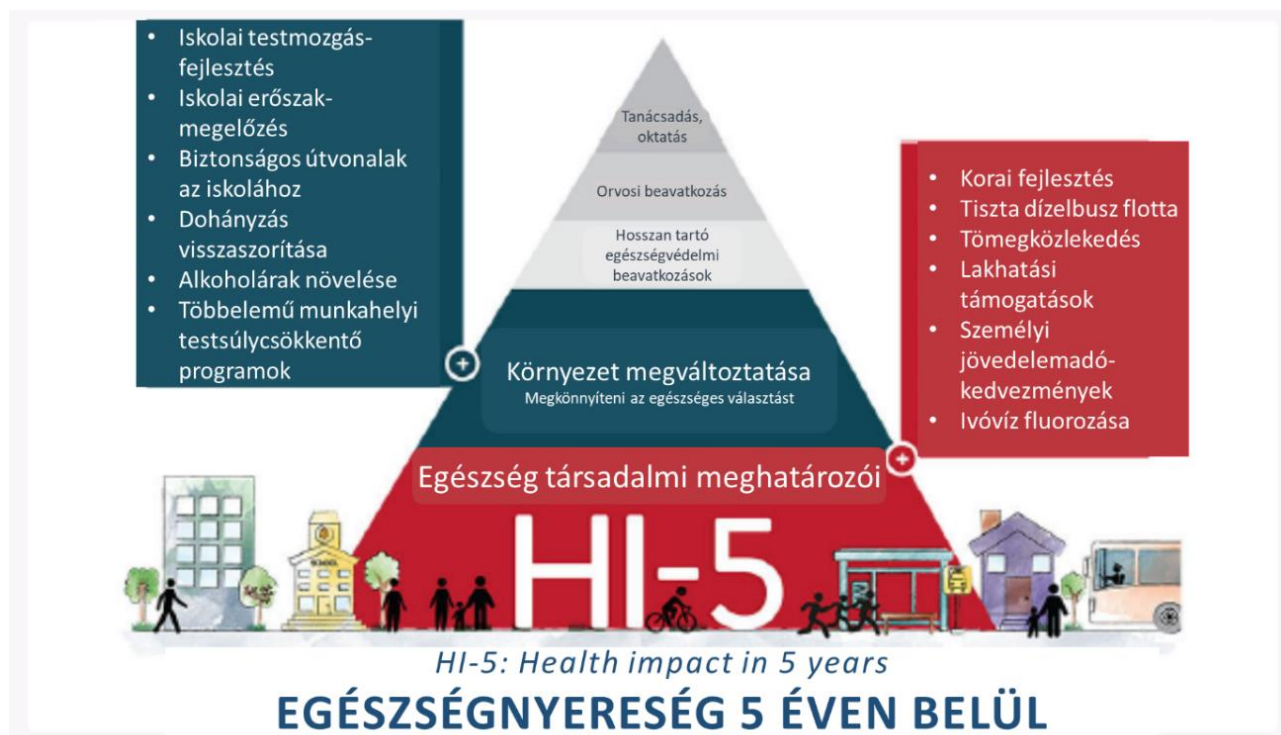 • Iskolai testmozgás-
fejlesztés
• Iskolai erőszak-
megelőzés
• Biztonságos útvonalak
az iskolához
• Dohányzás
visszaszorítása
• Alkoholárak növelése
• Többelemű munkahelyi
testsúlycsökkentő
programok
Tanácsadás,
oktatás
Orvosi beavatkozás
Hosszan tartó
egészségvédelmi
beavatkozások
Környezet megváltoztatása
Megkönnyíteni az egészséges választást
Egészség társadalmi meghatározói
• Korai fejlesztés
• Tiszta dízelbusz flotta
• Tömegközlekedés
• Lakhatási
támogatások
• Személyi
jövedelemadó-
kedvezmények
• Ivóvíz fluorozása
SCHOOL
HI-5
HI-5: Health impact in 5 years
EGÉSZSÉGNYERESÉG 5 ÉVEN BELÜL